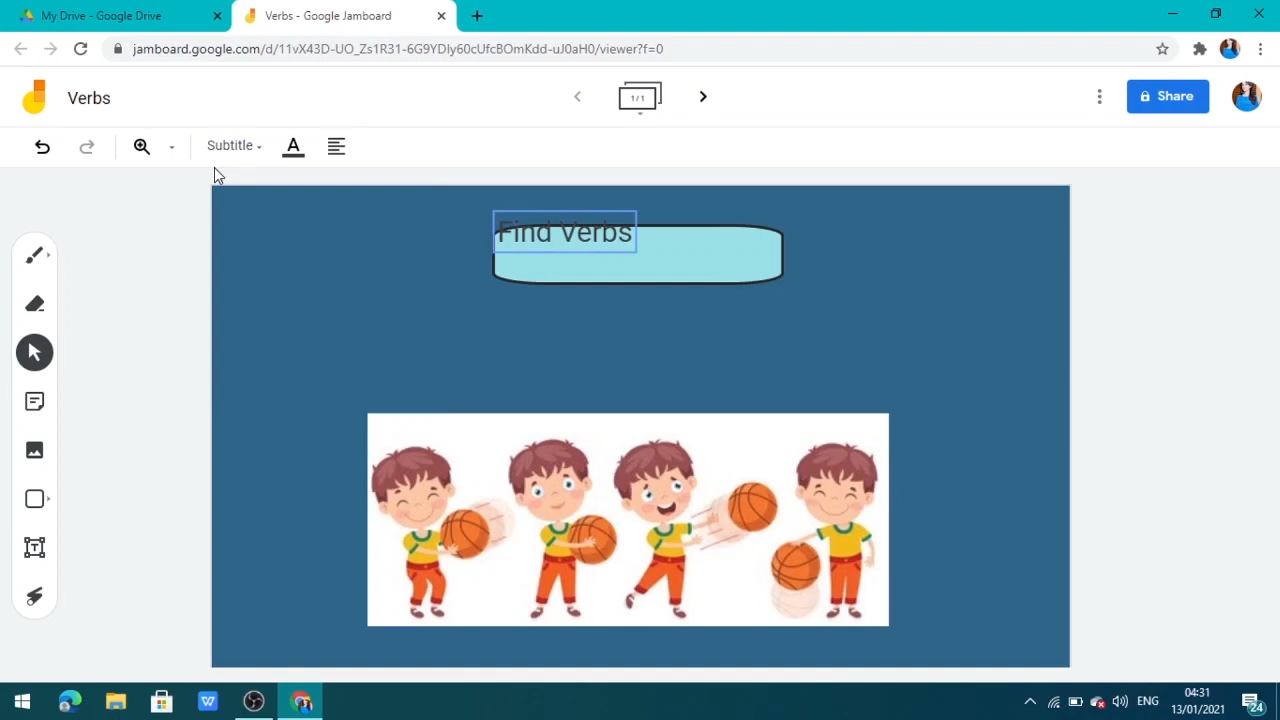 My Drive - Google Drive
Verbs - Google Jamboard
jamboard.google.com/d/11vX43D-UO_Zs1R31-6G9YDly60cUfcBOmKdd-uJ0aH0/viewer?f=0
Verbs
1/1
Share
Subtitle
A
Find Verbs
T
W
ENG
04:31
13/01/2021
24